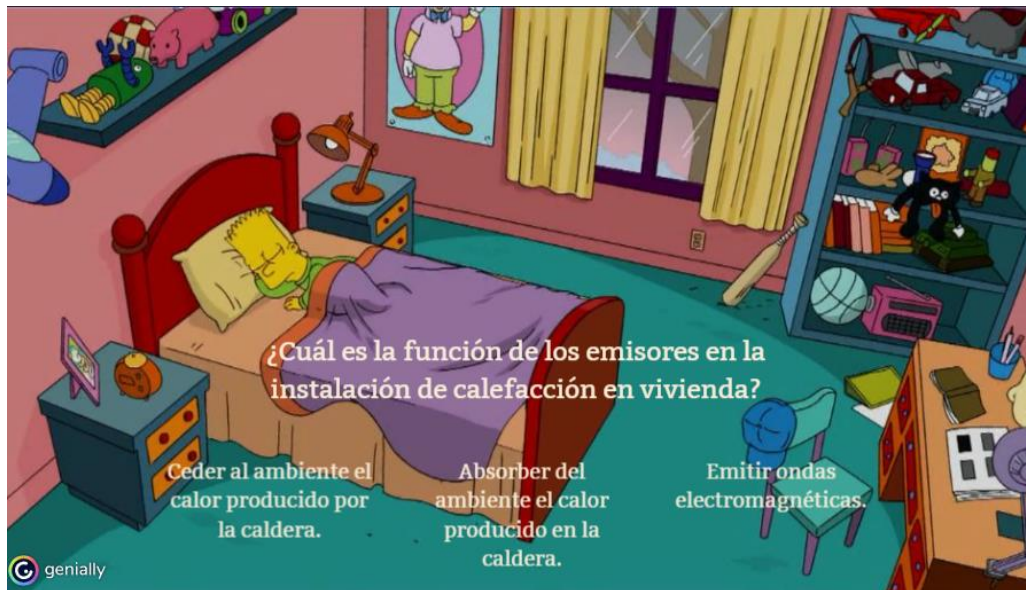 ¿Cuál es la función de los emisores en la
instalación de calefacción en vivienda?
Ceder al ambiente el
calor producido por
la caldera.
Absorber del
ambiente el calor
producido en la
caldera.
Emitir ondas
electromagnéticas.
genially